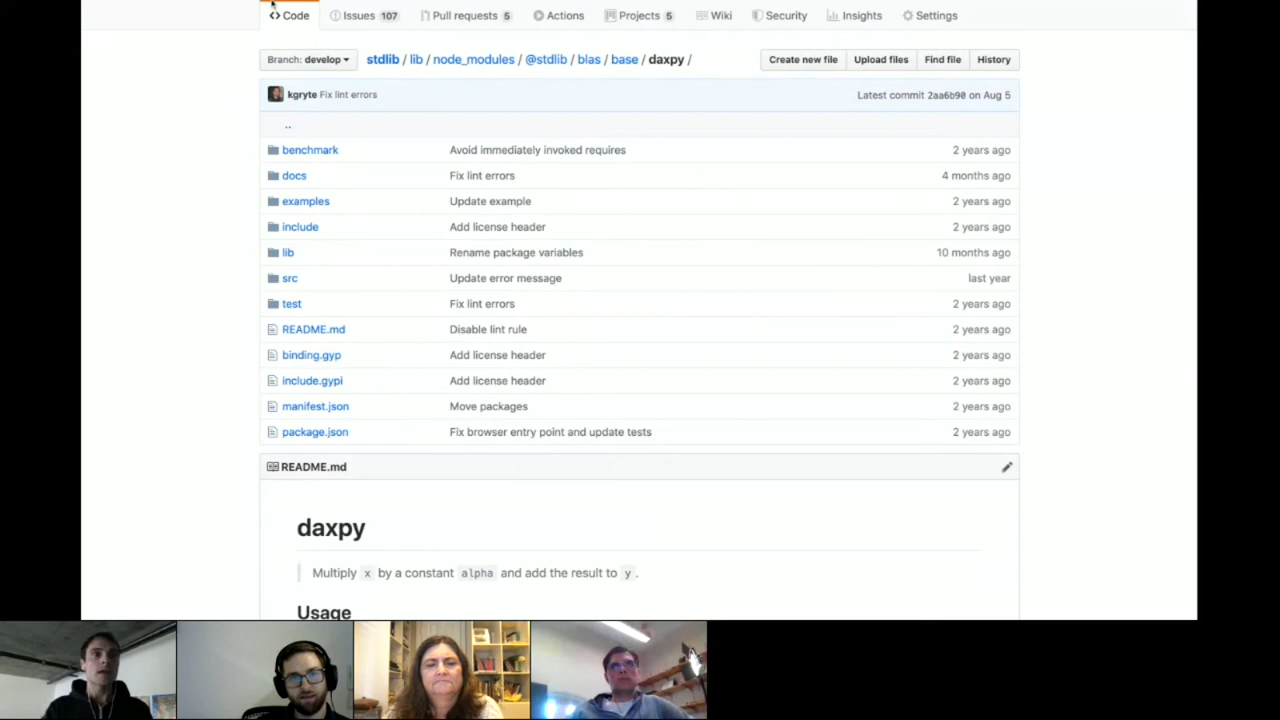 Code Issues 107 Pull requests 5 Actions Projects 5 Wiki Security Insights Settings
Branch: develop stdlib / lib / node_modules / @stdlib / blas / base / daxpy / Create new file Upload files Find file History
kgryte Fix lint errors Latest commit 2aa6b90 on Aug 5
..
benchmark Avoid immediately invoked requires 2 years ago
docs Fix lint errors 4 months ago
examples Update example 2 years ago
include Add license header 2 years ago
lib Rename package variables 10 months ago
src Update error message last year
test Fix lint errors 2 years ago
README.md Disable lint rule 2 years ago
binding.gyp Add license header 2 years ago
include.gypi Add license header 2 years ago
manifest.json Move packages 2 years ago
package.json Fix browser entry point and update tests 2 years ago
README.md
daxpy
Multiply x by a constant alpha and add the result to y.
Usage